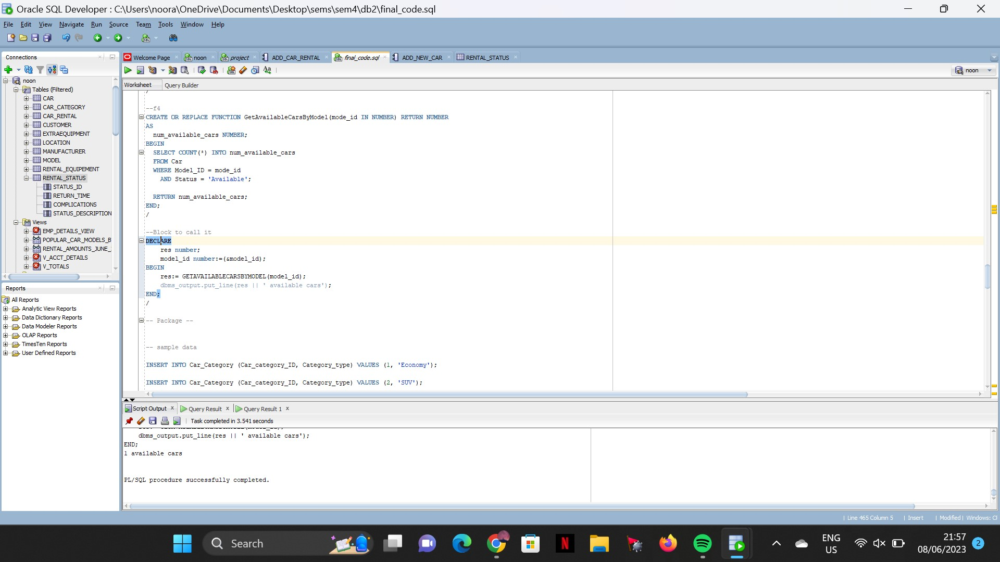 Oracle SQL Developer : C:\Users\noora\OneDrive\Documents\Desktop\sems\sem4\db2\final_code.sql
File Edit View Navigate Run Source Team Tools Window Help
Connections
noon
Tables (Filtered)
CAR
CAR_CATEGORY
CAR_RENTAL
CUSTOMER
EXTRAEQUIPMENT
LOCATION
MANUFACTURER
MODEL
RENTAL_EQUIPEMENT
RENTAL_STATUS
STATUS_ID
RETURN_TIME
COMPLICATIONS
STATUS_DESCRIPTION
Views
EMP_DETAILS_VIEW
POPULAR_CAR_MODELS_B
RENTAL_AMOUNTS_JUNE_
V_ACCT_DETAILS
V_TOTALS
Reports
All Reports
Analytic View Reports
Data Dictionary Reports
Data Modeler Reports
OLAP Reports
TimesTen Reports
User Defined Reports
Welcome Page noon project ADD_CAR_RENTAL final_code.sql ADD_NEW_CAR RENTAL_STATUS
noon
Worksheet Query Builder
/
--f4
CREATE OR REPLACE FUNCTION GetAvailableCarsByModel(mode_id IN NUMBER) RETURN NUMBER
AS
num_available_cars NUMBER;
BEGIN
SELECT COUNT(*) INTO num_available_cars
FROM Car
WHERE Model_ID = mode_id
AND Status = 'Available';
RETURN num_available_cars;
END;
/
--Block to call it
DECLARE
res number;
model_id number:=(&model_id);
BEGIN
res:= GETAVAILABLECARSBYMODEL(model_id);
dbms_output.put_line(res || ' available cars');
END;
/
-- Package --
-- sample data
INSERT INTO Car_Category (Car_category_ID, Category_type) VALUES (1, 'Economy');
INSERT INTO Car_Category (Car_category_ID, Category_type) VALUES (2, 'SUV');
Script Output Query Result Query Result 1
Task completed in 3.541 seconds
dbms_output.put_line(res || ' available cars');
END;
1 available cars
PL/SQL procedure successfully completed.
Line 465 Column 5 Insert Modified Windows: CF
Search
ENG
US
21:57
08/06/2023
2